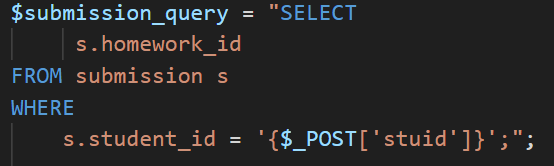 $submission_query = "SELECT
s.homework_id
FROM submission s
WHERE
s.student_id = '{$_POST['stuid']}';";